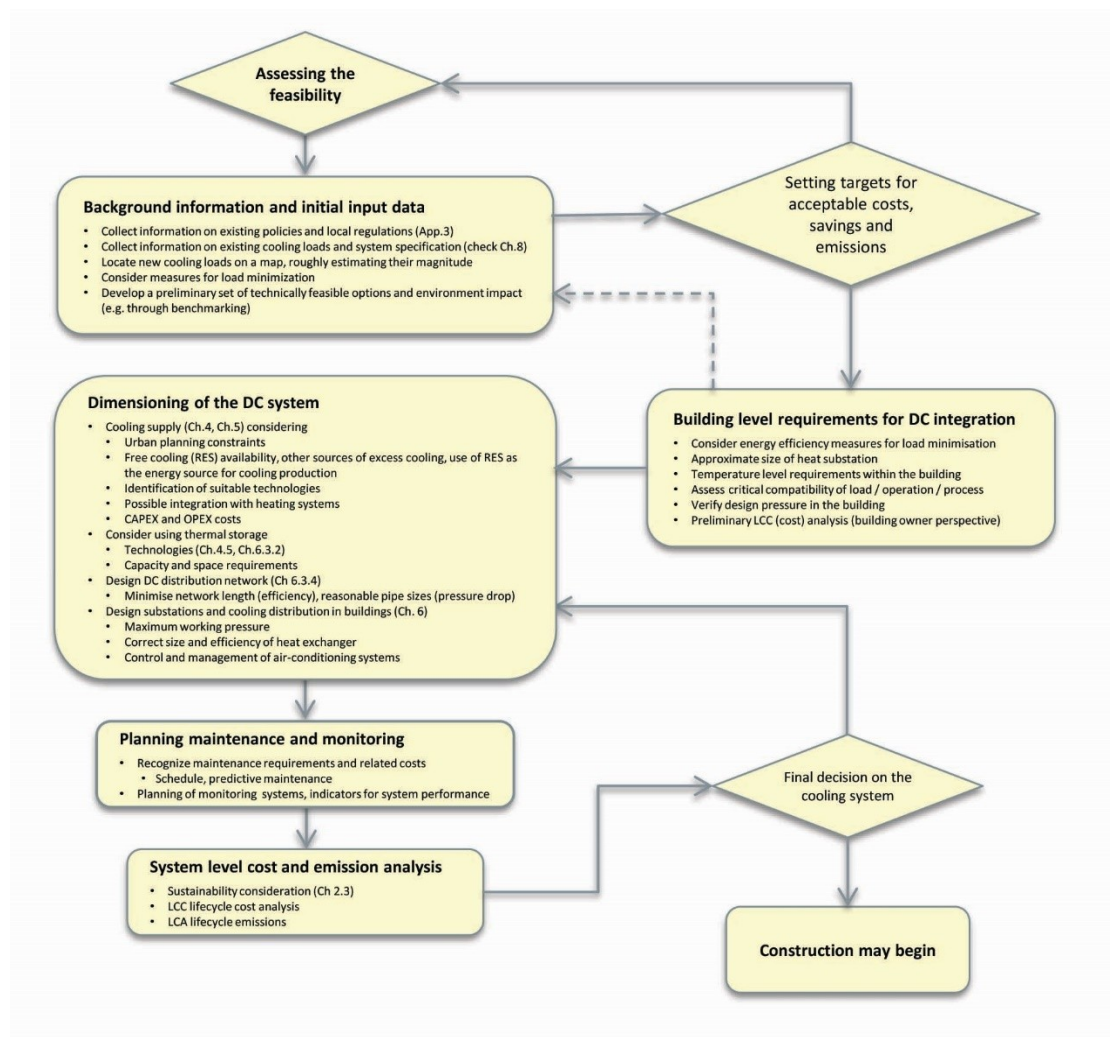 Assessing the
feasibility
Background information and initial input data
• Collect information on existing policies and local regulations (App.3)
• Collect information on existing cooling loads and system specification (check Ch.8)
• Locate new cooling loads on a map, roughly estimating their magnitude
• Consider measures for load minimization
• Develop a preliminary set of technically feasible options and environment impact
(e.g. through benchmarking)
Setting targets for
acceptable costs,
savings and
emissions
Building level requirements for DC integration
• Consider energy efficiency measures for load minimisation
• Approximate size of heat substation
• Temperature level requirements within the building
• Assess critical compatibility of load / operation / process
• Verify design pressure in the building
• Preliminary LCC (cost) analysis (building owner perspective)
Dimensioning of the DC system
• Cooling supply (Ch.4, Ch.5) considering
• Urban planning constraints
• Free cooling (RES) availability, other sources of excess cooling, use of RES as
the energy source for cooling production
• Identification of suitable technologies
• Possible integration with heating systems
• CAPEX and OPEX costs
• Consider using thermal storage
• Technologies (Ch.4.5, Ch.6.3.2)
• Capacity and space requirements
• Design DC distribution network (Ch 6.3.4)
• Minimise network length (efficiency), reasonable pipe sizes (pressure drop)
• Design substations and cooling distribution in buildings (Ch. 6)
• Maximum working pressure
• Correct size and efficiency of heat exchanger
• Control and management of air-conditioning systems
Planning maintenance and monitoring
• Recognize maintenance requirements and related costs
• Schedule, predictive maintenance
• Planning of monitoring systems, indicators for system performance
System level cost and emission analysis
• Sustainability consideration (Ch 2.3)
• LCC lifecycle cost analysis
• LCA lifecycle emissions
Final decision on the
cooling system
Construction may begin